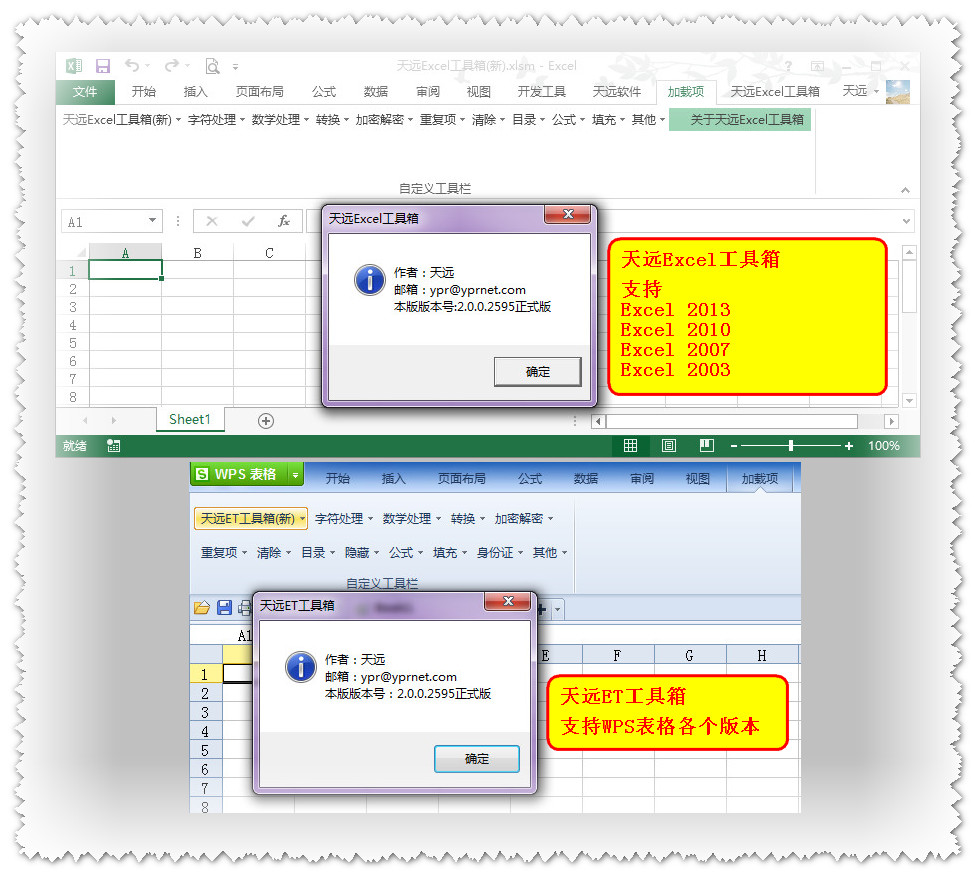 天远Excel工具箱(新).xlsm - Excel
文件 开始 插入 页面布局 公式 数据 审阅 视图 开发工具 天远软件 加载项 天远Excel工具箱 天远
天远Excel工具箱(新) 字符处理 数学处理 转换 加密解密 重复项 清除 目录 公式 填充 其他 关于天远Excel工具箱
自定义工具栏
A1 fx
天远Excel工具箱
作者：天远
邮箱：ypr@yprnet.com
本版版本号:2.0.0.2595正式版
确定
A B C
1
2
3
4
5
6
7
8
天远Excel工具箱
支持
Excel 2013
Excel 2010
Excel 2007
Excel 2003
Sheet1
就绪 100%
S WPS 表格 开始 插入 页面布局 公式 数据 审阅 视图 加载项
天远ET工具箱(新) 字符处理 数学处理 转换 加密解密
重复项 清除 目录 隐藏 公式 填充 身份证 其他
自定义工具栏
天远ET工具箱
作者：天远
邮箱：ypr@yprnet.com
本版版本号：2.0.0.2595正式版
确定
A1
E F G H
1
2
3
4
5
6
7
8
天远ET工具箱
支持WPS表格各个版本